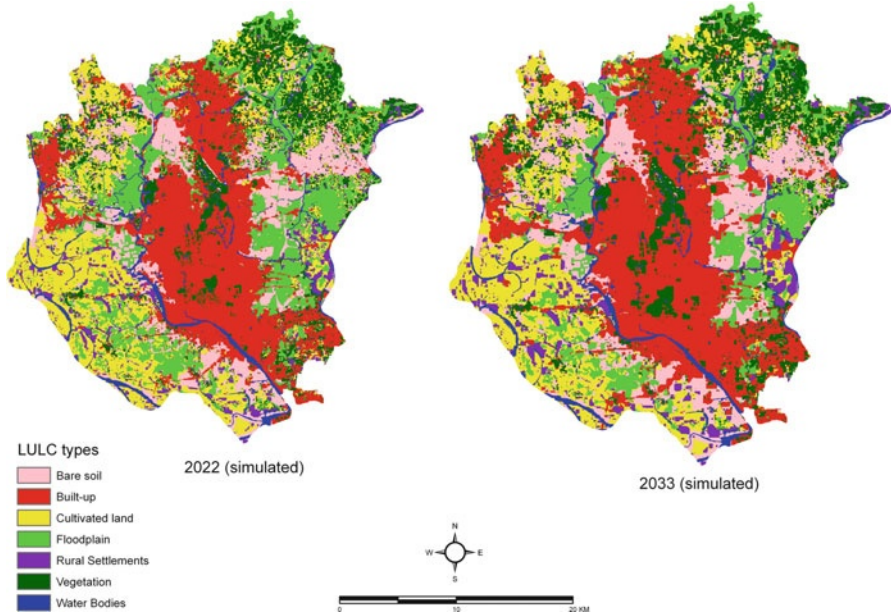 2022 (simulated)
2033 (simulated)
LULC types
Bare soil
Built-up
Cultivated land
Floodplain
Rural Settlements
Vegetation
Water Bodies
N
W E
S
0 10 20 KM